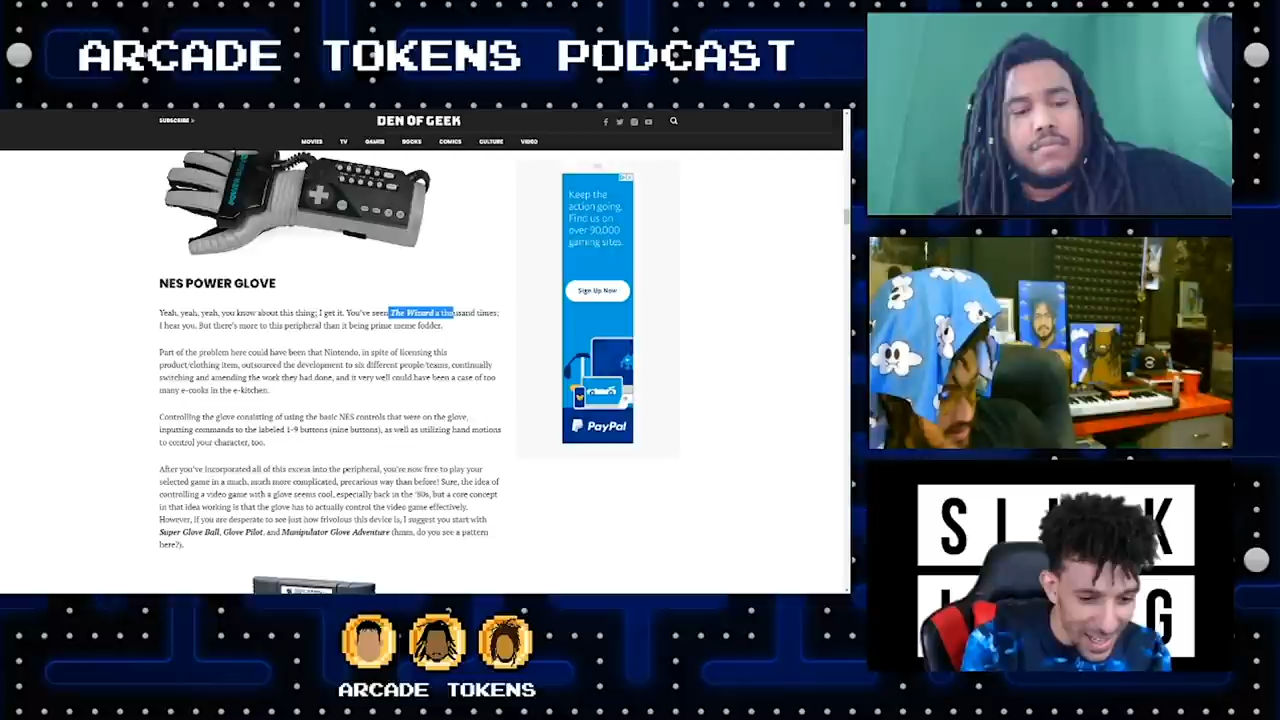 ARCADE TOKENS PODCAST
SUBSCRIBE >
DEN OF GEEK
MOVIES TV GAMES BOOKS COMICS CULTURE VIDEO
NES POWER GLOVE
Yeah, yeah, yeah, you know about this thing; I get it. You've seen The Wizard a thousand times;
I hear you. But there's more to this peripheral than it being prime meme fodder.
Part of the problem here could have been that Nintendo, in spite of licensing this
product/clothing item, outsourced the development to six different people/teams, continually
switching and amending the work they had done, and it very well could have been a case of too
many e-cooks in the e-kitchen.
Controlling the glove consisting of using the basic NES controls that were on the glove,
inputting commands to the labeled 1-9 buttons (nine buttons), as well as utilizing hand motions
to control your character, too.
After you've incorporated all of this excess into the peripheral, you're now free to play your
selected game in a much, much more complicated, precarious way than before! Sure, the idea of
controlling a video game with a glove seems cool, especially back in the '80s, but a core concept
in that idea working is that the glove has to actually control the video game effectively.
However, if you are desperate to see just how frivolous this device is, I suggest you start with
Super Glove Ball, Glove Pilot, and Manipulator Glove Adventure (hmm, do you see a pattern
here?).
Keep the
action going.
Find us on
over 90,000
gaming sites.
Sign Up Now
PayPal
S L K
G
ARCADE TOKENS